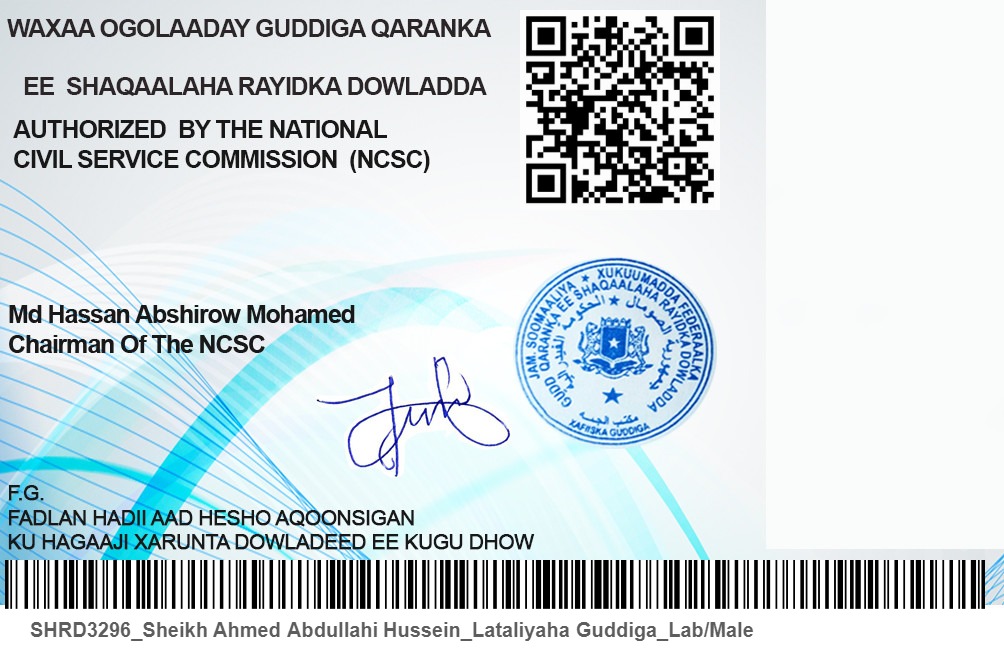 WAXAA OGOLAADAY GUDDIGA QARANKA
EE SHAQAALAHA RAYIDKA DOWLADDA
AUTHORIZED BY THE NATIONAL
CIVIL SERVICE COMMISSION (NCSC)
Md Hassan Abshirow Mohamed
Chairman Of The NCSC
JAM. SOOMAALIYA ★ XUKUUMADDA FEDERAALKA
GUDD QARANKA EE SHAQAALAHA RAYIDKA DOWLADDA
مكتب
XAFIISKA GUDDIGA
F.G.
FADLAN HADII AAD HESHO AQOONSIGAN
KU HAGAAJI XARUNTA DOWLADEED EE KUGU DHOW
SHRD3296_Sheikh Ahmed Abdullahi Hussein_Lataliyaha Guddiga_Lab/Male